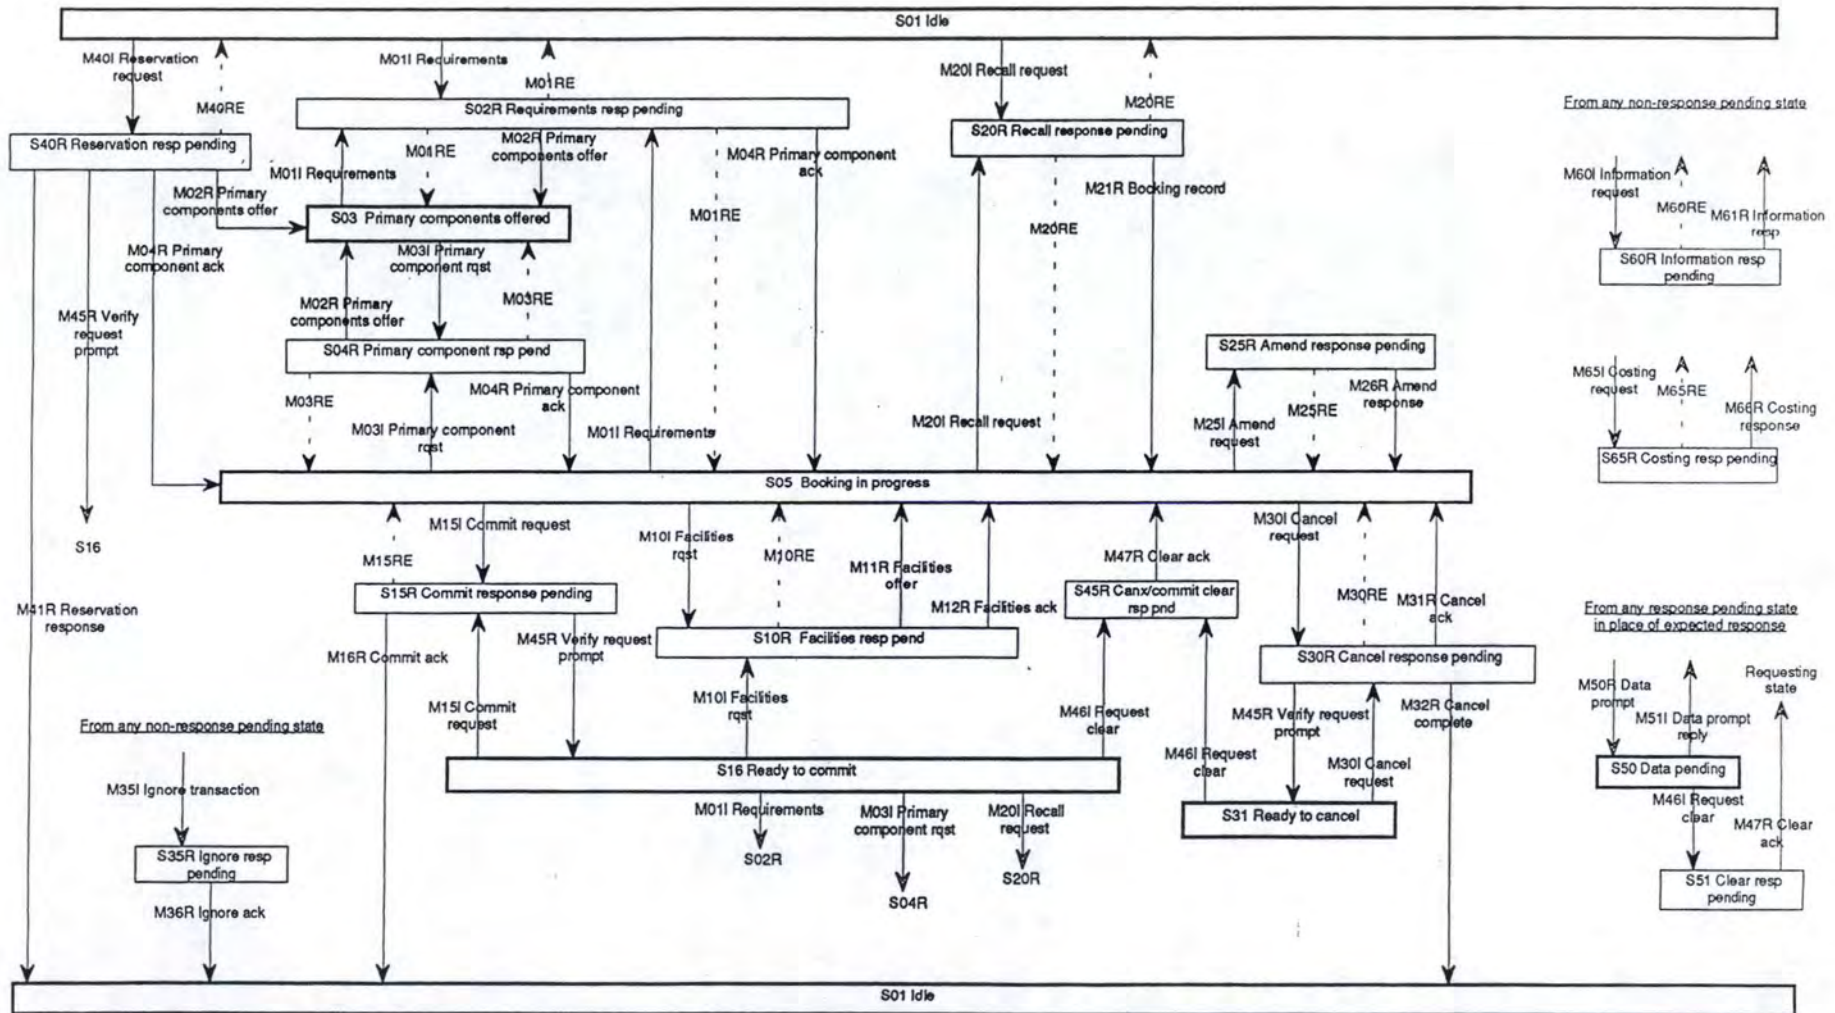 S01 Idle
M40I Reservation
request
M40RE
M01I Requirements
M01RE
M20I Recall request
M20RE
From any non-response pending state
S02R Requirements resp pending
S20R Recall response pending
S40R Reservation resp pending
M01I Requirements
M01RE
M02R Primary
components offer
M04R Primary component
ack
M21R Booking record
M60I Information
request
M60RE
M61R Information
resp
M02R Primary
components offer
S03 Primary components offered
M01RE
M20RE
M04R Primary
component ack
M03I Primary
component rqst
S60R Information resp
pending
M02R Primary
components offer
M03RE
M45R Verify
request
prompt
S04R Primary component rsp pend
S25R Amend response pending
M03RE
M04R Primary component
ack
M03I Primary component
rqst
M01I Requirements
M20I Recall request
M25I Amend
request
M25RE
M26R Amend
response
M65I Costing
request
M65RE
M66R Costing
response
S65R Costing resp pending
S05 Booking in progress
S16
M15RE
M15I Commit request
M10I Facilities
rqst
M10RE
M11R Facilities
offer
M12R Facilities ack
M47R Clear ack
M30I Cancel
request
M30RE
M31R Cancel
ack
S15R Commit response pending
S45R Canx/commit clear
rsp pnd
M41R Reservation
response
From any response pending state
in place of expected response
M16R Commit ack
M45R Verify request
prompt
S10R Facilities resp pend
S30R Cancel response pending
M15I Commit
request
M10I Facilities
rqst
M46I Request
clear
M46I Request
clear
M45R Verify request
prompt
M30I Cancel
request
M32R Cancel
complete
M50R Data
prompt
M51I Data prompt
reply
Requesting
state
From any non-response pending state
S16 Ready to commit
S50 Data pending
M35I Ignore transaction
M01I Requirements
M03I Primary
component rqst
M20I Recall
request
S31 Ready to cancel
M46I Request
clear
M47R Clear
ack
S35R Ignore resp
pending
S02R
S04R
S20R
S51 Clear resp
pending
M36R Ignore ack
S01 Idle